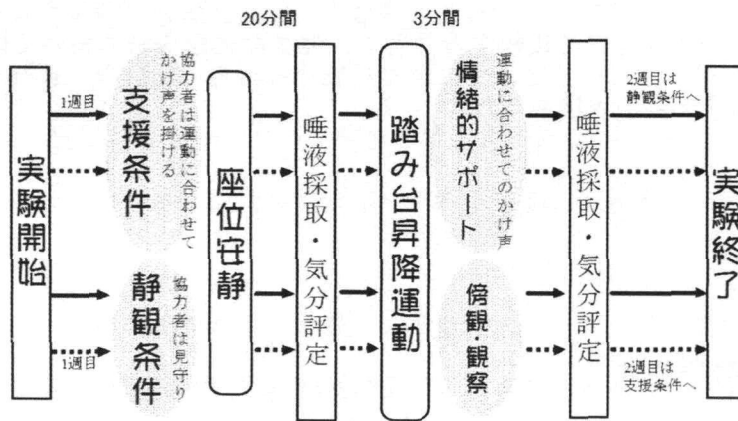 20分間
3分間
実験開始
1週目
支援条件
協力者は運動に合わせて
かけ声を掛ける
静観条件
協力者は見守り
1週目
座位安静
唾液採取・気分評定
踏み台昇降運動
情緒的サポート
運動に合わせてのかけ声
傍観・観察
唾液採取・気分評定
2週目は
静観条件へ
2週目は
支援条件へ
実験終了